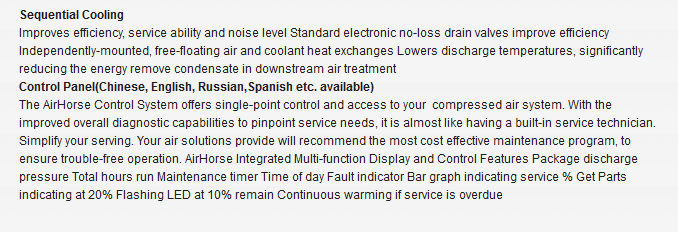 Sequential Cooling
Improves efficiency, service ability and noise level Standard electronic no-loss drain valves improve efficiency
Independently-mounted, free-floating air and coolant heat exchanges Lowers discharge temperatures, significantly
reducing the energy remove condensate in downstream air treatment
Control Panel(Chinese, English, Russian,Spanish etc. available)
The AirHorse Control System offers single-point control and access to your  compressed air system. With the
improved overall diagnostic capabilities to pinpoint service needs, it is almost like having a built-in service technician.
Simplify your serving. Your air solutions provide will recommend the most cost effective maintenance program, to
ensure trouble-free operation. AirHorse Integrated Multi-function Display and Control Features Package discharge
pressure Total hours run Maintenance timer Time of day Fault indicator Bar graph indicating service % Get Parts
indicating at 20% Flashing LED at 10% remain Continuous warming if service is overdue